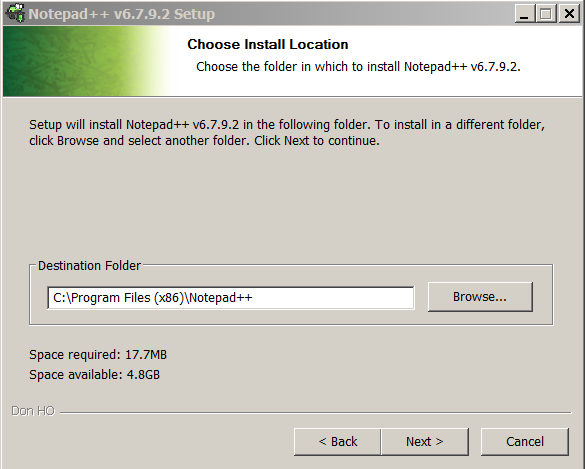 Notepad++ v6.7.9.2 Setup
Choose Install Location
Choose the folder in which to install Notepad++ v6.7.9.2.
Setup will install Notepad++ v6.7.9.2 in the following folder. To install in a different folder,
click Browse and select another folder. Click Next to continue.
Destination Folder
C:\Program Files (x86)\Notepad++
Browse...
Space required: 17.7MB
Space available: 4.8GB
Don HO
< Back
Next >
Cancel